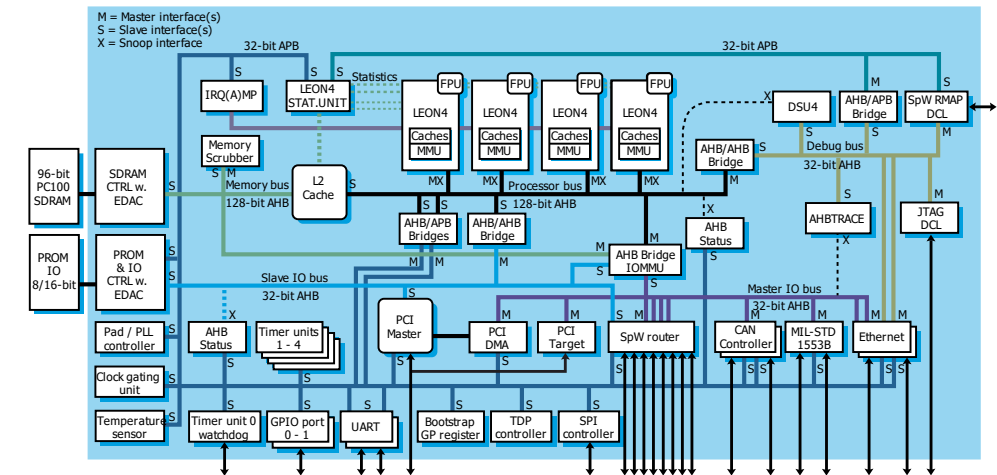 M = Master interface(s)
S = Slave interface(s)
X = Snoop interface
32-bit APB
32-bit APB
S
S
S
Statistics
M
S
IRQ(A)MP
LEON4
STAT.UNIT
FPU
FPU
FPU
FPU
LEON4
LEON4
LEON4
LEON4
Caches
MMU
Caches
MMU
Caches
MMU
Caches
MMU
X
DSU4
AHB/APB
Bridge
SpW RMAP
DCL
S
S
M
Memory
Scrubber
S
M
AHB/AHB
Bridge
S
M
Debug bus
32-bit AHB
96-bit
PC100
SDRAM
SDRAM
CTRL w.
EDAC
S
S
Memory bus
128-bit AHB
L2
Cache
S
MX
MX
MX
MX
Processor bus
128-bit AHB
S
S
S
AHB/APB
Bridges
AHB/AHB
Bridge
M
M
M
X
AHB
Status
S
S
AHBTRACE
X
M
JTAG
DCL
M
M
AHB Bridge
IOMMU
S
S
PROM
IO
8/16-bit
PROM
& IO
CTRL w.
EDAC
S
S
Slave IO bus
32-bit AHB
Master IO bus
32-bit AHB
X
S
M
M
S
M
M
M
M
M
Pad / PLL
controller
S
AHB
Status
S
Timer units
1 - 4
S
PCI
Master
S
PCI
DMA
S
PCI
Target
SpW router
S
CAN
Controller
S
S
MIL-STD
1553B
S
Ethernet
S
S
Clock gating
unit
S
Temperature
sensor
S
S
Timer unit 0
watchdog
S
GPIO port
0 - 1
S
UART
S
Bootstrap
GP register
S
TDP
controller
S
SPI
controller